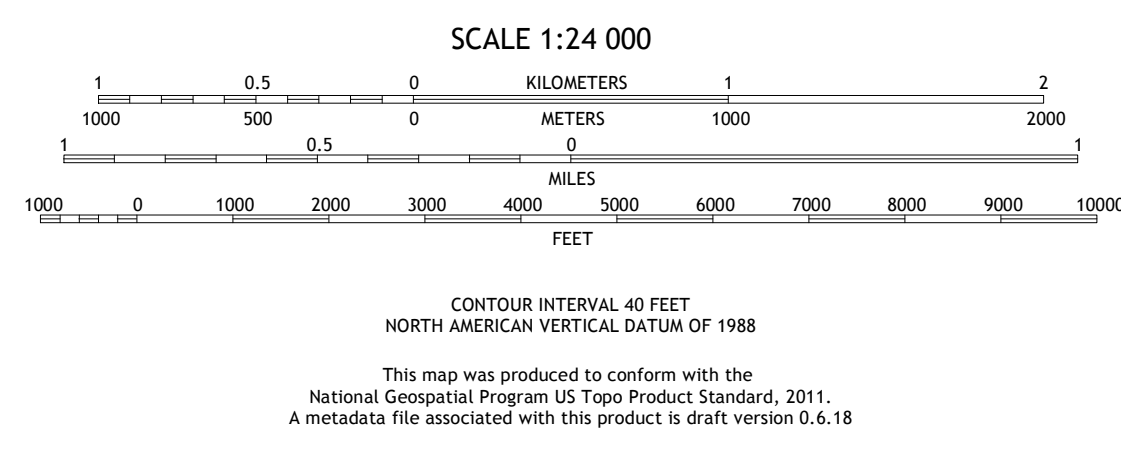 SCALE 1:24 000
1 0.5 0 KILOMETERS 1 2
1000 500 0 METERS 1000 2000
1 0.5 0 1
MILES
1000 0 1000 2000 3000 4000 5000 6000 7000 8000 9000 10000
FEET
CONTOUR INTERVAL 40 FEET
NORTH AMERICAN VERTICAL DATUM OF 1988
This map was produced to conform with the
National Geospatial Program US Topo Product Standard, 2011.
A metadata file associated with this product is draft version 0.6.18